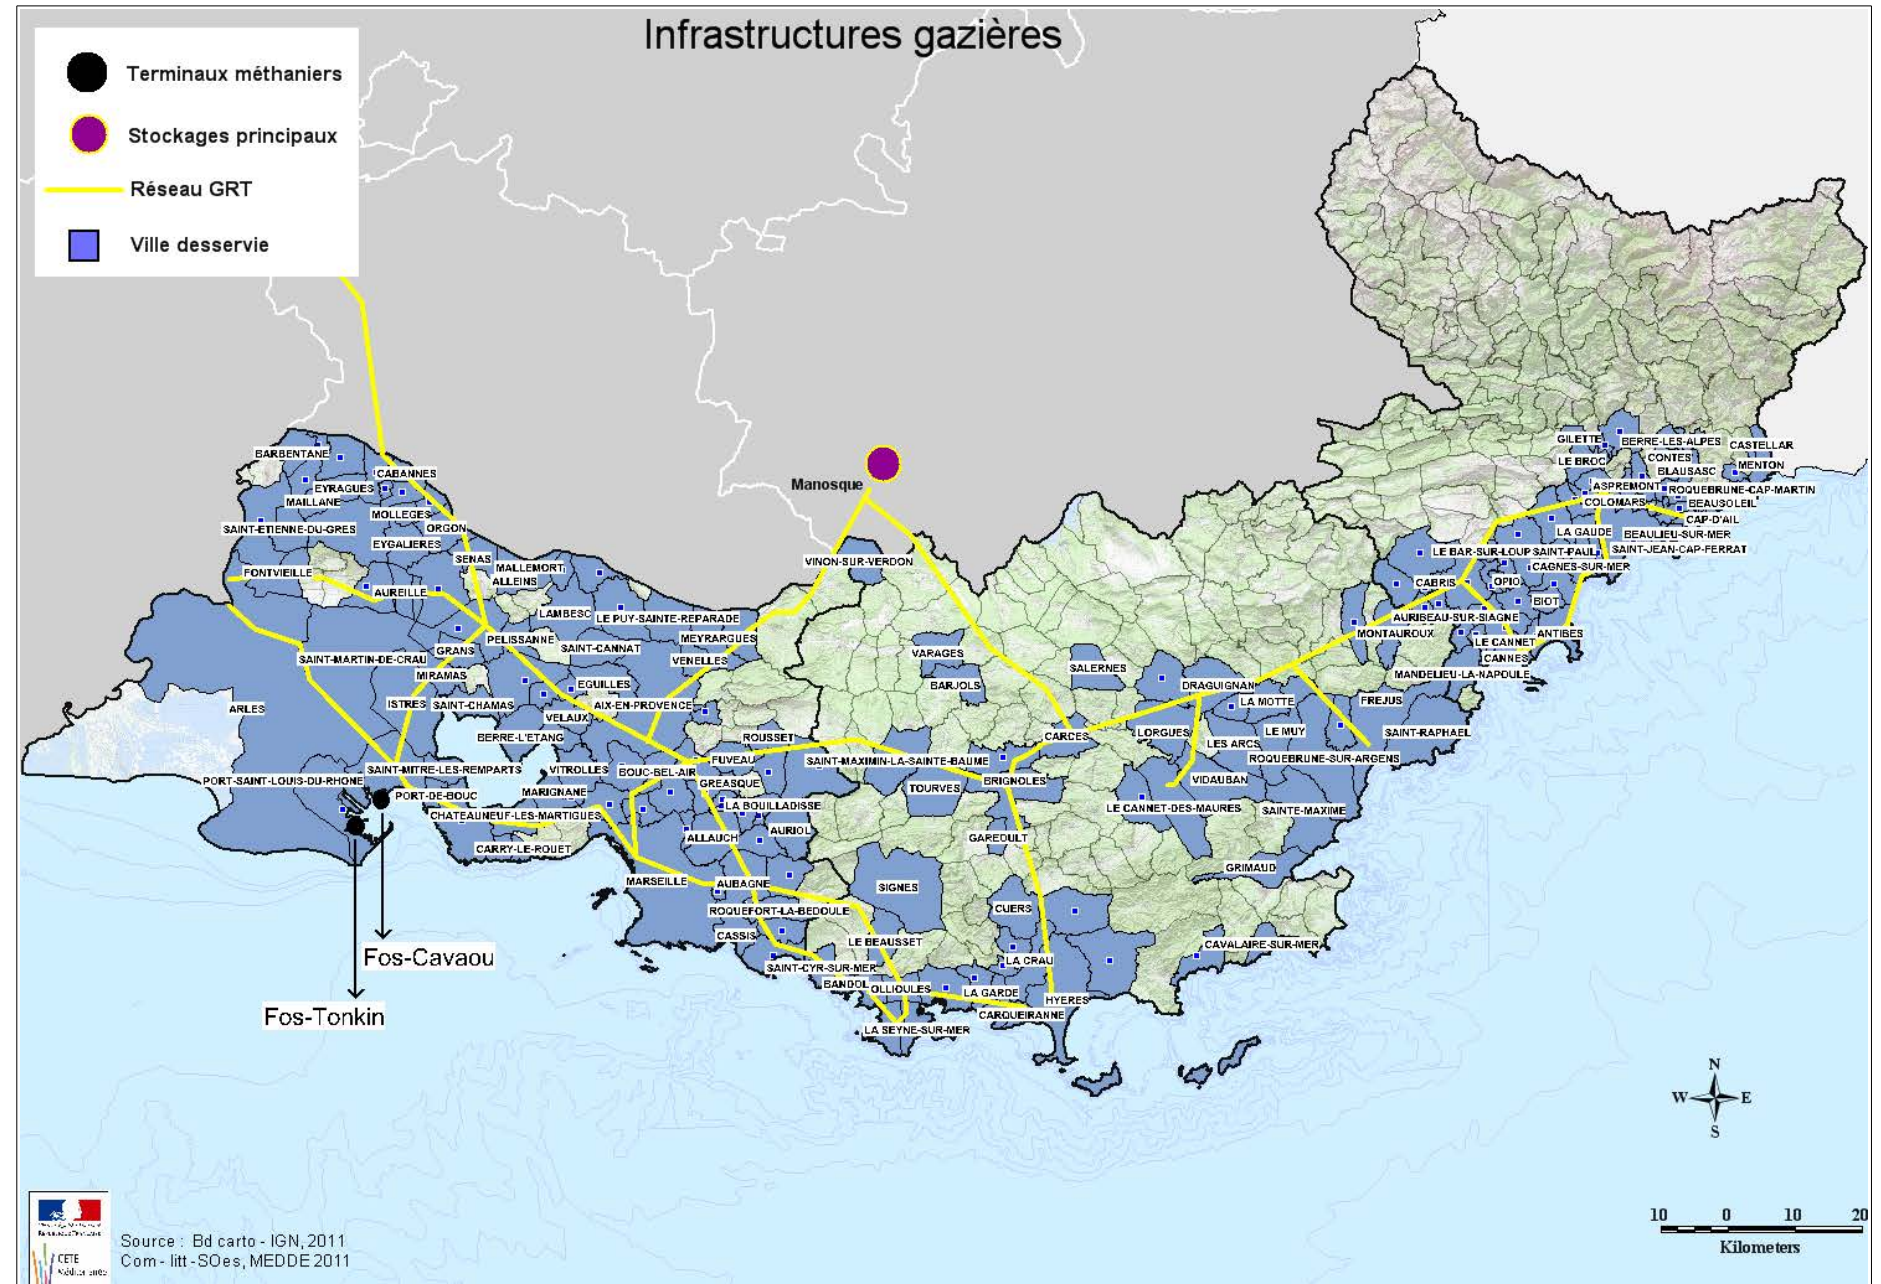 Infrastructures gazières
Terminaux méthaniers
Stockages principaux
Réseau GRT
Ville desservie
Manosque
BARBENTANE
CABANNES
EYRAGUES
MAILLANE
MOLLEGES
SAINT-ETIENNE-DU-GRES
ORGON
EYGALIERES
SENAS
MALLEMORT
ALLEINS
FONTVIEILLE
AUREILLE
LAMBESC
LE PUY-SAINTE-REPARADE
PELISSANNE
MEYRARGUES
SAINT-CANNAT
GRANS
SAINT-MARTIN-DE-CRAU
VENELLES
MIRAMAS
EGUILLES
ISTRES
SAINT-CHAMAS
AIX-EN-PROVENCE
ARLES
VELAUX
BERRE-L'ETANG
ROUSSET
FUVEAU
SAINT-MITRE-LES-REMPARTS
VITROLLES
BOUC-BEL-AIR
PORT-SAINT-LOUIS-DU-RHONE
GREASQUE
MARIGNANE
PORT-DE-BOUC
LA BOUILLADISSE
CHATEAUNEUF-LES-MARTIGUES
ALLAUCH
AURIOL
CARRY-LE-ROUET
MARSEILLE
AUBAGNE
ROQUEFORT-LA-BEDOULE
CASSIS
LE BEAUSSET
SAINT-CYR-SUR-MER
BANDOL
OLLIOULES
LA SEYNE-SUR-MER
VINON-SUR-VERDON
VARAGES
BARJOLS
SALERNES
DRAGUIGNAN
LA MOTTE
CARCES
LORGUES
LES ARCS
LE MUY
FREJUS
SAINT-RAPHAEL
ROQUEBRUNE-SUR-ARGENS
SAINT-MAXIMIN-LA-SAINTE-BAUME
BRIGNOLES
TOURVES
VIDAUBAN
LE CANNET-DES-MAURES
SAINTE-MAXIME
GAREOULT
GRIMAUD
SIGNES
CUERS
CAVALAIRE-SUR-MER
LA CRAU
LA GARDE
HYERES
CARQUEIRANNE
GILETTE
BERRE-LES-ALPES
CASTELLAR
LE BROC
CONTES
MENTON
BLAUSASC
ASPREMONT
ROQUEBRUNE-CAP-MARTIN
COLOMARS
BEAUSOLEIL
CAP-D'AIL
LA GAUDE
BEAULIEU-SUR-MER
LE BAR-SUR-LOUP
SAINT-PAUL
SAINT-JEAN-CAP-FERRAT
CAGNES-SUR-MER
CABRIS
OPIO
BIOT
AURIBEAU-SUR-SIAGNE
MONTAUROUX
ANTIBES
LE CANNET
CANNES
MANDELIEU-LA-NAPOULE
Fos-Cavaou
Fos-Tonkin
N
W E
S
10 0 10 20
Kilometers
CETE
Source : Bd carto - IGN, 2011
Com - litt -SOes, MEDDE 2011